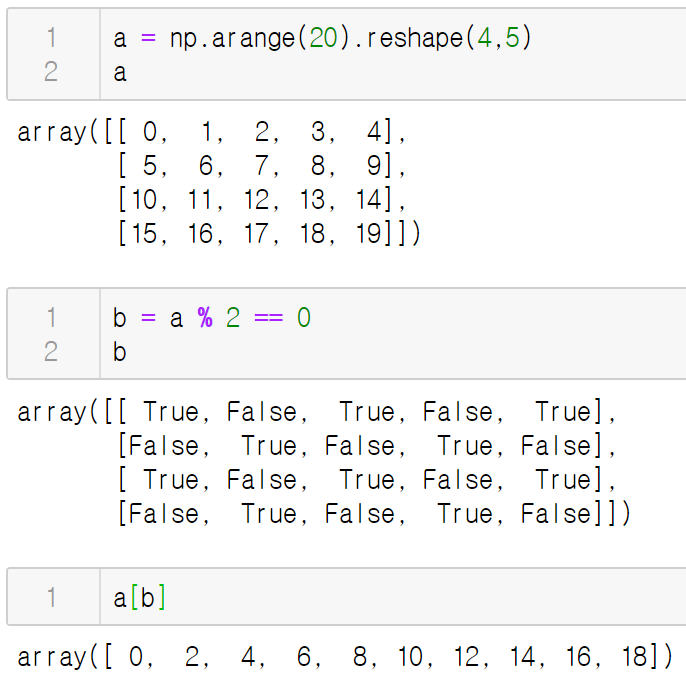 1 a = np.arange(20).reshape(4,5)
2 a
array([[ 0,  1,  2,  3,  4],
       [ 5,  6,  7,  8,  9],
       [10, 11, 12, 13, 14],
       [15, 16, 17, 18, 19]])
1 b = a % 2 == 0
2 b
array([[ True, False,  True, False,  True],
       [False,  True, False,  True, False],
       [ True, False,  True, False,  True],
       [False,  True, False,  True, False]])
1 a[b]
array([ 0,  2,  4,  6,  8, 10, 12, 14, 16, 18])